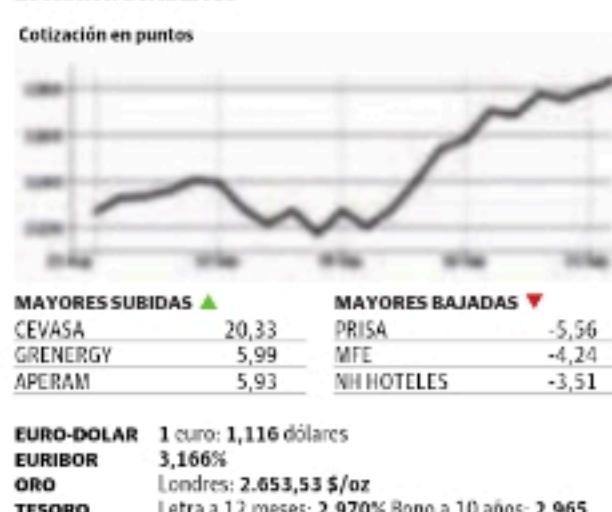 Cotización en puntos
MAYORES SUBIDAS
CEVASA 20,33
GRENERGY 5,99
APERAM 5,93
MAYORES BAJADAS
PRISA -5,56
MFE -4,24
NH HOTELES -3,51
EURO-DOLAR 1 euro: 1,116 dólares
EURIBOR 3,166%
ORO Londres: 2.653,53 $/oz
TESORO Letra a 12 meses: 2,970% Bono a 10 años: 2,965